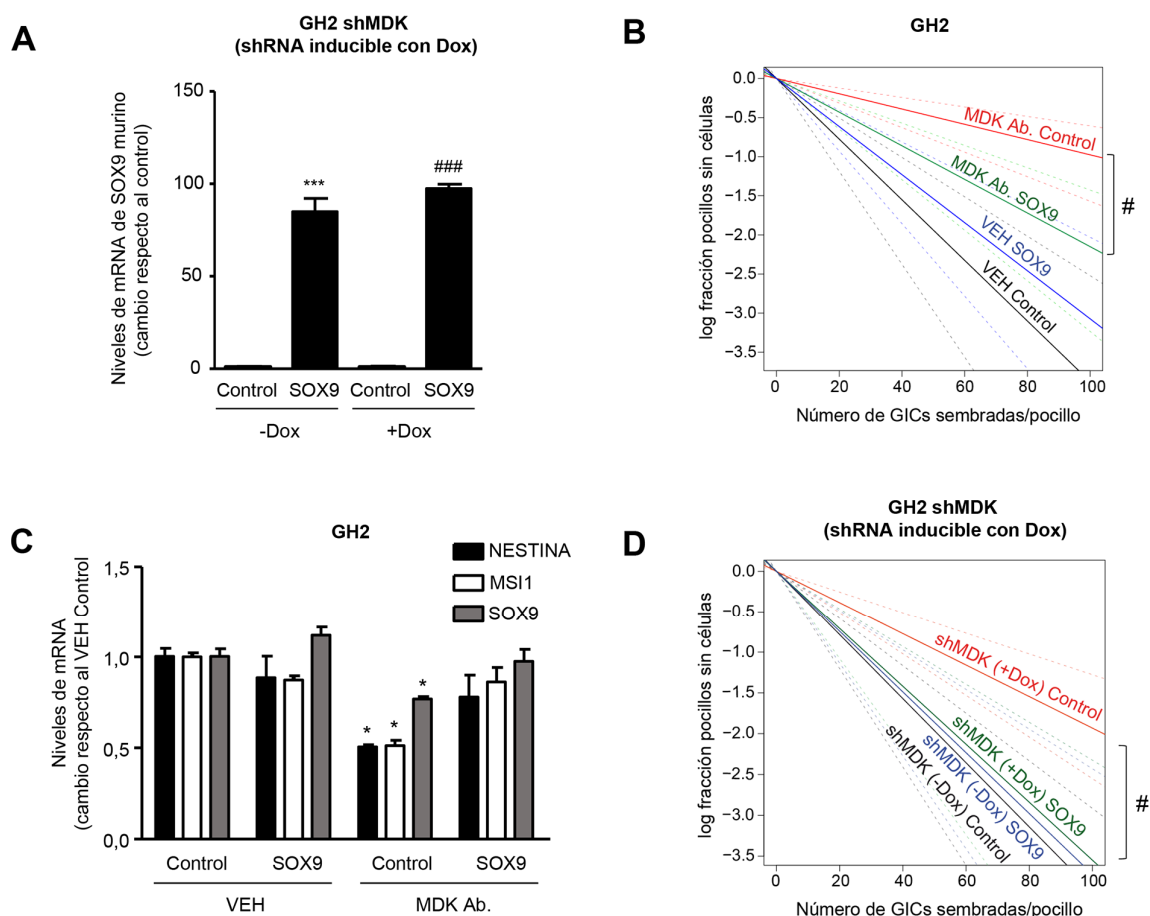 A
GH2 shMDK
(shRNA inducible con Dox)
Niveles de mRNA de SOX9 murino
(cambio respecto al control)
150
100
50
0
***
###
Control
SOX9
Control
SOX9
-Dox
+Dox
B
GH2
log fracción pocillos sin células
0.0
−0.5
−1.0
−1.5
−2.0
−2.5
−3.0
−3.5
MDK Ab. Control
MDK Ab. SOX9
VEH SOX9
VEH Control
#
0
20
40
60
80
100
Número de GICs sembradas/pocillo
C
GH2
NESTINA
MSI1
SOX9
Niveles de mRNA
(cambio respecto al VEH Control)
1,5
1,0
0,5
0,0
*
*
*
Control
SOX9
Control
SOX9
VEH
MDK Ab.
D
GH2 shMDK
(shRNA inducible con Dox)
log fracción pocillos sin células
0.0
−0.5
−1.0
−1.5
−2.0
−2.5
−3.0
−3.5
shMDK (+Dox) Control
shMDK (+Dox) SOX9
shMDK (-Dox) SOX9
shMDK (-Dox) Control
#
0
20
40
60
80
100
Número de GICs sembradas/pocillo